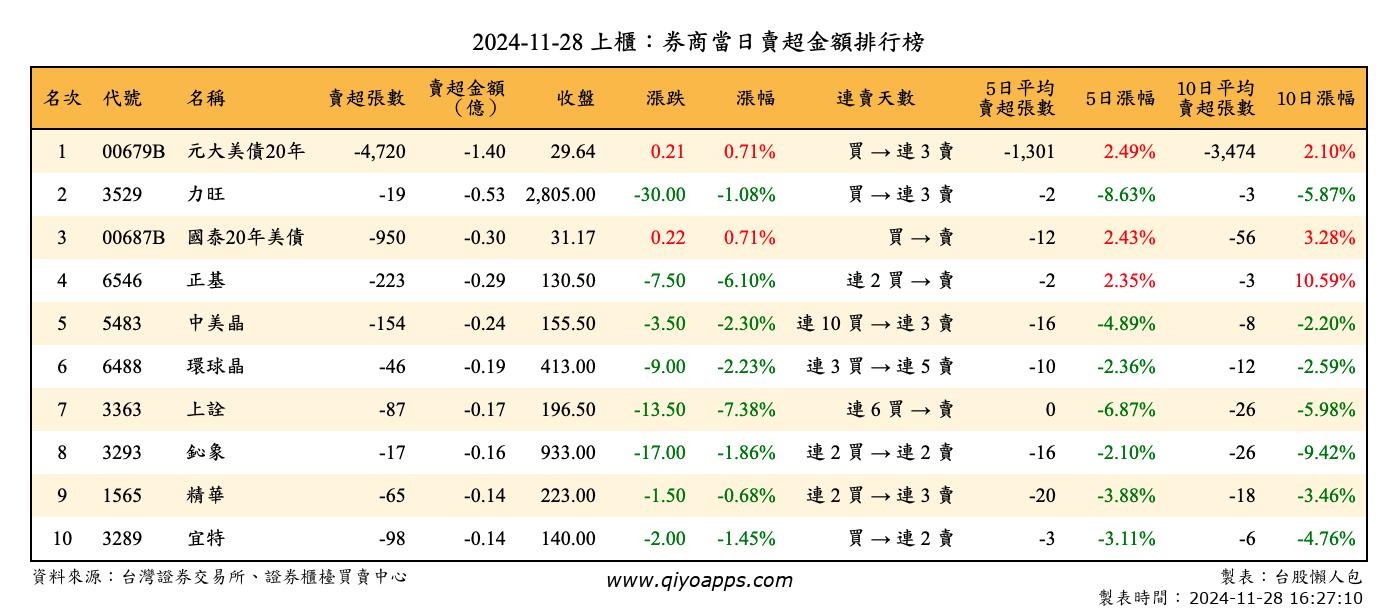 2024-11-28 上櫃：券商當日賣超金額排行榜
名次 代號 名稱 賣超張數 賣超金額（億） 收盤 漲跌 漲幅 連賣天數 5日平均賣超張數 5日漲幅 10日平均賣超張數 10日漲幅
1 00679B 元大美債20年 -4,720 -1.40 29.64 0.21 0.71% 買 → 連 3 賣 -1,301 2.49% -3,474 2.10%
2 3529 力旺 -19 -0.53 2,805.00 -30.00 -1.08% 買 → 連 3 賣 -2 -8.63% -3 -5.87%
3 00687B 國泰20年美債 -950 -0.30 31.17 0.22 0.71% 買 → 賣 -12 2.43% -56 3.28%
4 6546 正基 -223 -0.29 130.50 -7.50 -6.10% 連 2 買 → 賣 -2 2.35% -3 10.59%
5 5483 中美晶 -154 -0.24 155.50 -3.50 -2.30% 連 10 買 → 連 3 賣 -16 -4.89% -8 -2.20%
6 6488 環球晶 -46 -0.19 413.00 -9.00 -2.23% 連 3 買 → 連 5 賣 -10 -2.36% -12 -2.59%
7 3363 上詮 -87 -0.17 196.50 -13.50 -7.38% 連 6 買 → 賣 0 -6.87% -26 -5.98%
8 3293 鈊象 -17 -0.16 933.00 -17.00 -1.86% 連 2 買 → 連 2 賣 -16 -2.10% -26 -9.42%
9 1565 精華 -65 -0.14 223.00 -1.50 -0.68% 連 2 買 → 連 3 賣 -20 -3.88% -18 -3.46%
10 3289 宜特 -98 -0.14 140.00 -2.00 -1.45% 買 → 連 2 賣 -3 -3.11% -6 -4.76%
資料來源：台灣證券交易所、證券櫃檯買賣中心 www.qiyoapps.com 製表：台股懶人包
製表時間：2024-11-28 16:27:10